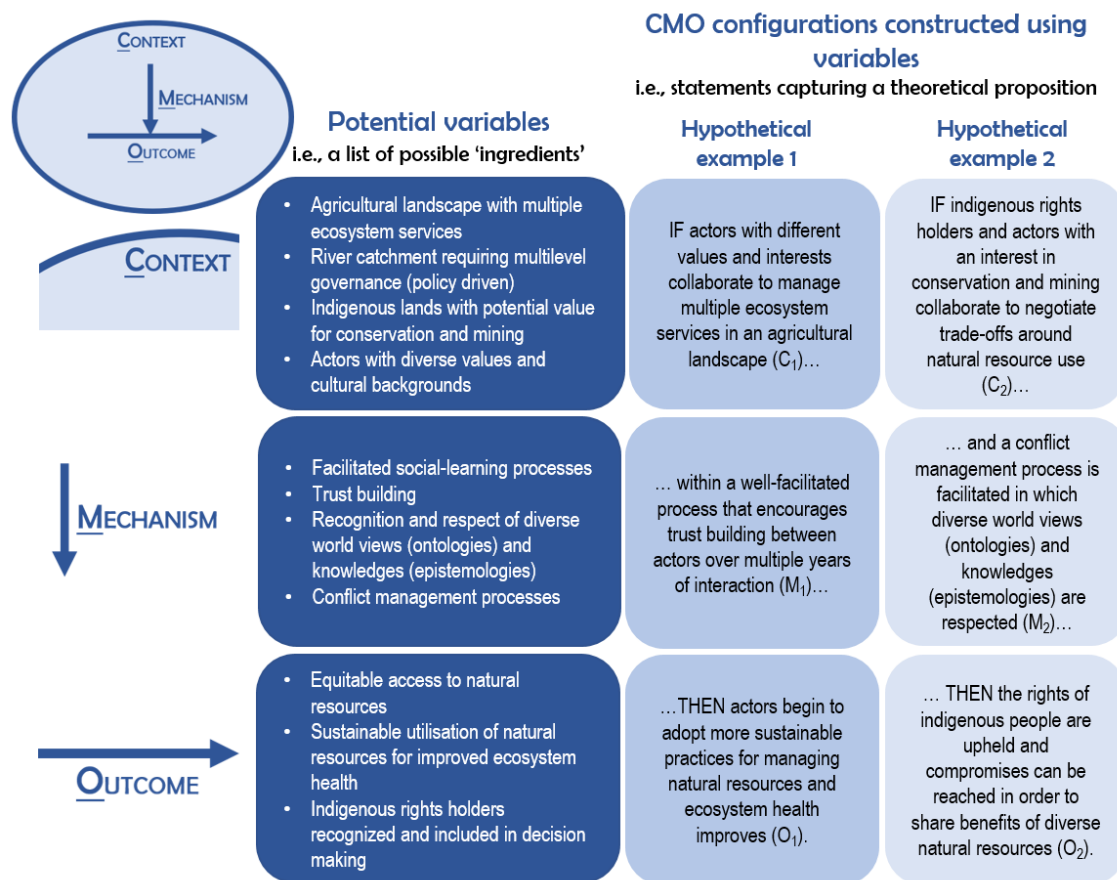 CONTEXT
MECHANISM
OUTCOME
CMO configurations constructed using
variables
i.e., statements capturing a theoretical proposition
Potential variables
i.e., a list of possible ‘ingredients’
Hypothetical
example 1
Hypothetical
example 2
CONTEXT
• Agricultural landscape with multiple
ecosystem services
• River catchment requiring multilevel
governance (policy driven)
• Indigenous lands with potential value
for conservation and mining
• Actors with diverse values and
cultural backgrounds
IF actors with different
values and interests
collaborate to manage
multiple ecosystem
services in an agricultural
landscape (C₁)…
IF indigenous rights
holders and actors with
an interest in
conservation and mining
collaborate to negotiate
trade-offs around
natural resource use
(C₂)…
MECHANISM
• Facilitated social-learning processes
• Trust building
• Recognition and respect of diverse
world views (ontologies) and
knowledges (epistemologies)
• Conflict management processes
… within a well-facilitated
process that encourages
trust building between
actors over multiple years
of interaction (M₁)…
… and a conflict
management process is
facilitated in which
diverse world views
(ontologies) and
knowledges
(epistemologies) are
respected (M₂)…
OUTCOME
• Equitable access to natural
resources
• Sustainable utilisation of natural
resources for improved ecosystem
health
• Indigenous rights holders
recognized and included in decision
making
…THEN actors begin to
adopt more sustainable
practices for managing
natural resources and
ecosystem health
improves (O₁).
… THEN the rights of
indigenous people are
upheld and
compromises can be
reached in order to
share benefits of diverse
natural resources (O₂).